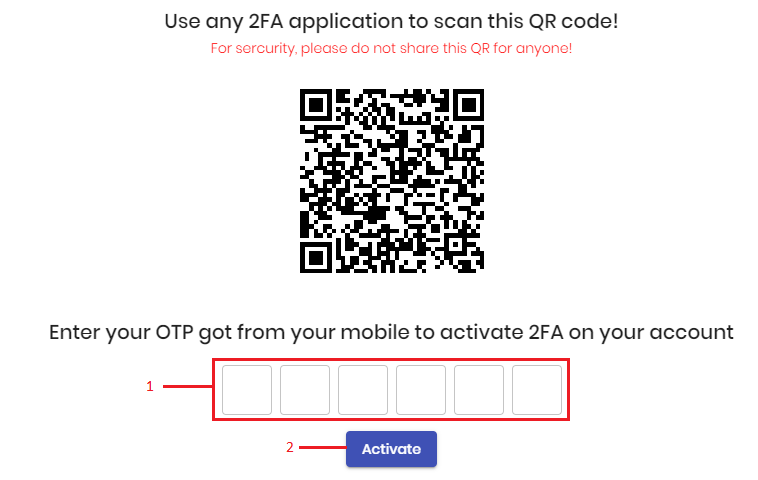 Use any 2FA application to scan this QR code!
For sercurity, please do not share this QR for anyone!
Enter your OTP got from your mobile to activate 2FA on your account
1
2
Activate